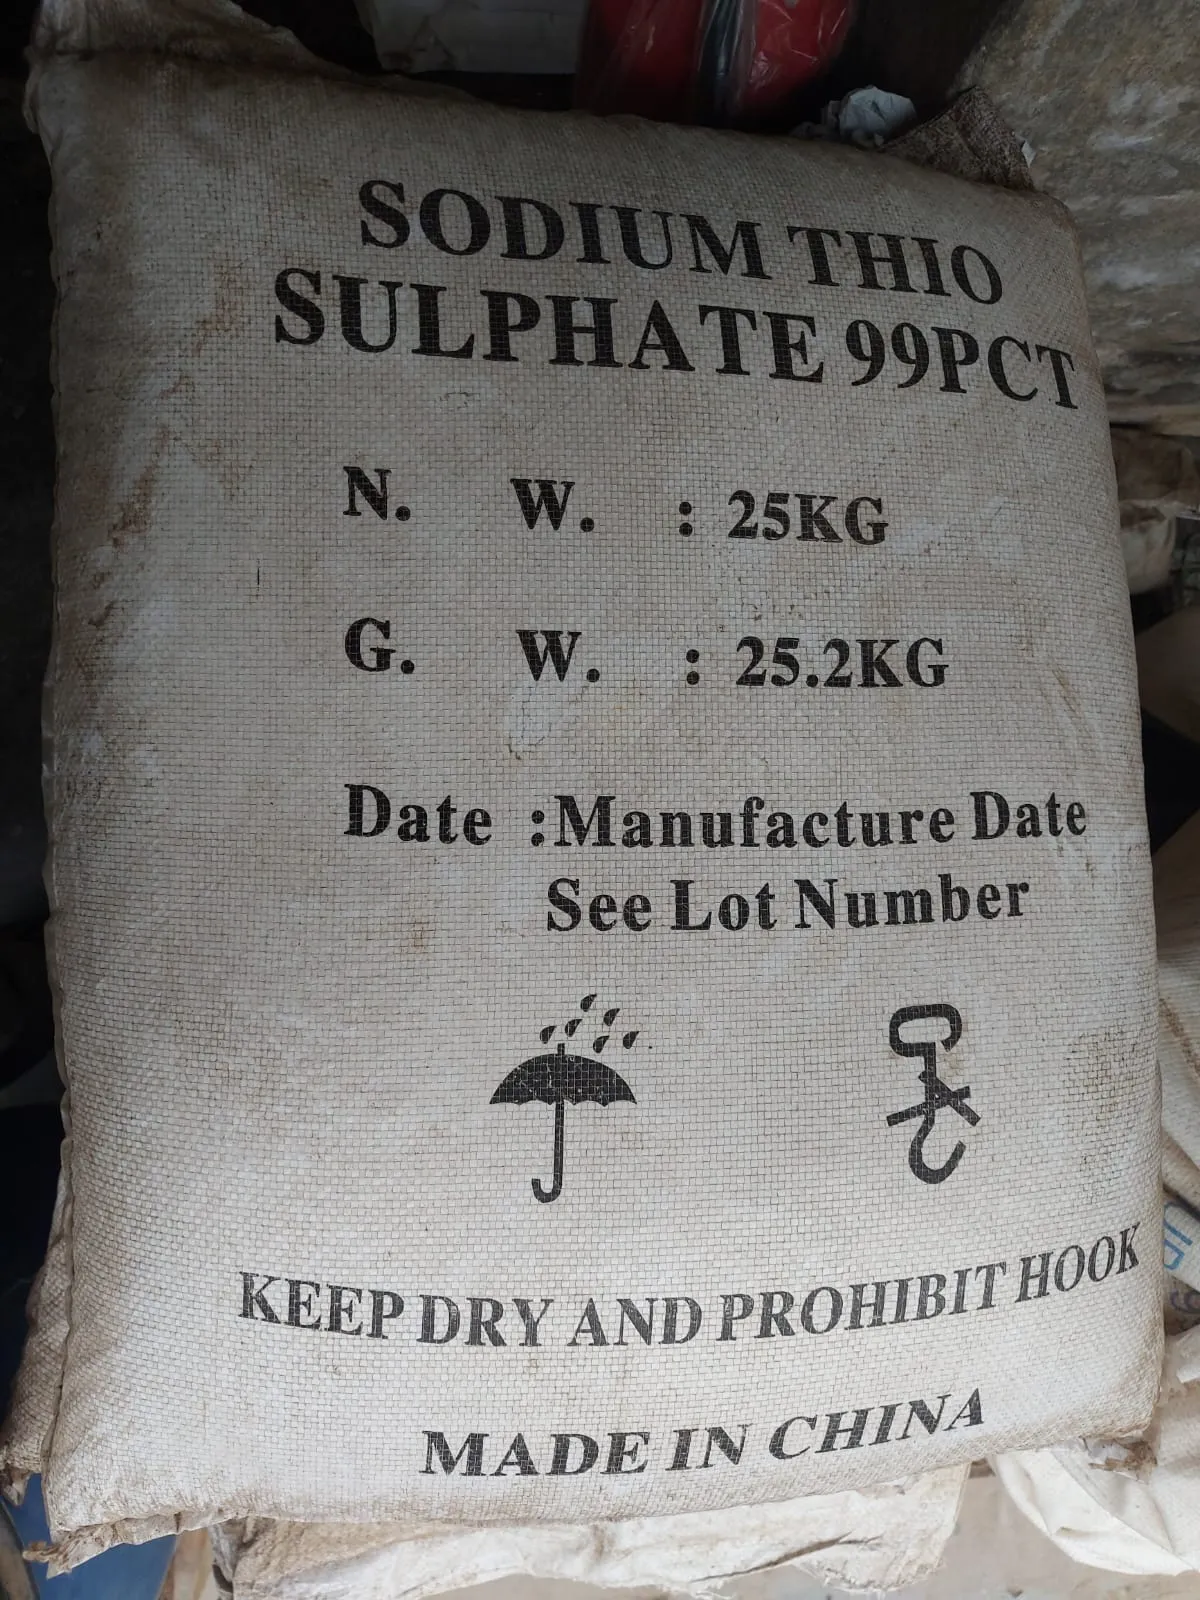 SODIUM THIO
SULPHATE 99PCT
N. W. : 25KG
G. W. : 25.2KG
Date :Manufacture Date
See Lot Number
KEEP DRY AND PROHIBIT HOOK
MADE IN CHINA